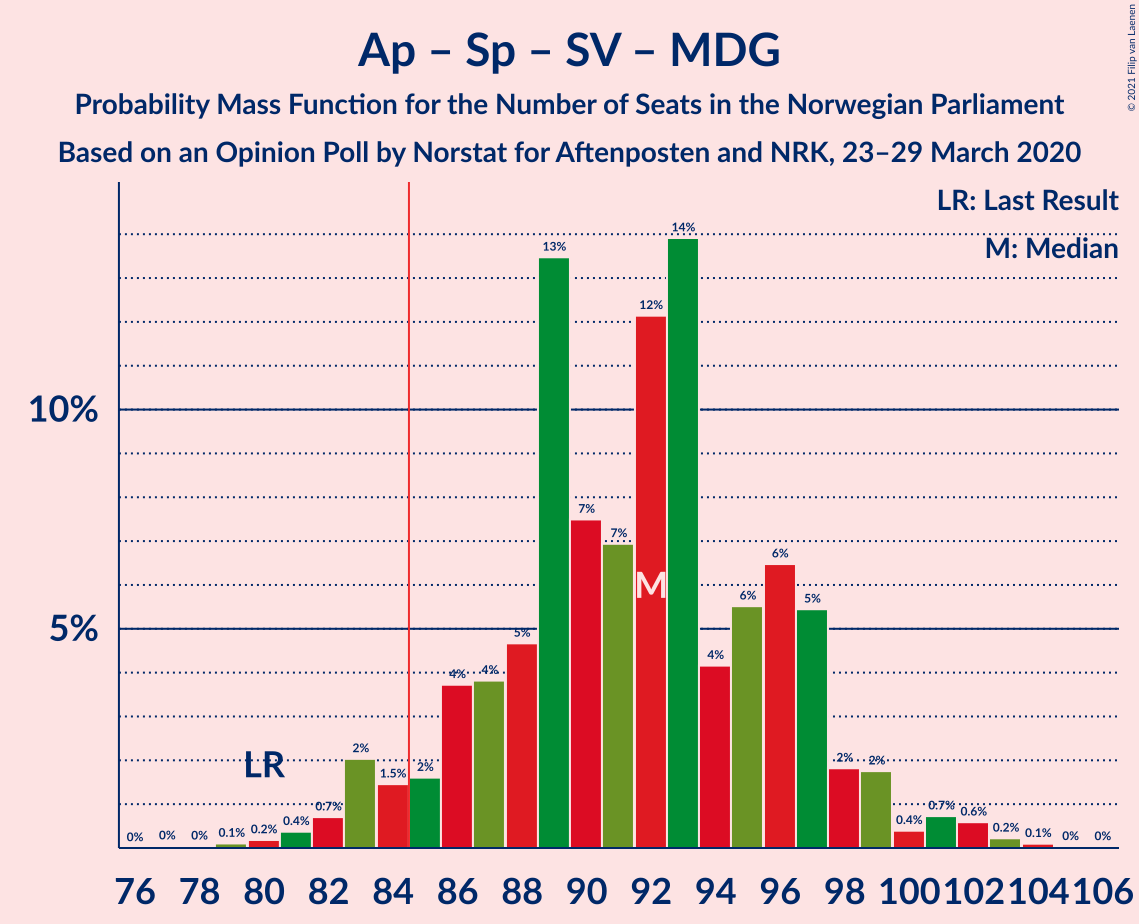 Ap – Sp – SV – MDG
Probability Mass Function for the Number of Seats in the Norwegian Parliament
Based on an Opinion Poll by Norstat for Aftenposten and NRK, 23–29 March 2020
© 2021 Filip van Laenen
LR: Last Result
M: Median
10%
5%
LR
M
0% 0% 0% 0.1% 0.2% 0.4% 0.7% 2% 1.5% 2% 4% 4% 5% 13% 7% 7% 12% 14% 4% 6% 6% 5% 2% 2% 0.4% 0.7% 0.6% 0.2% 0.1% 0% 0%
76 78 80 82 84 86 88 90 92 94 96 98 100 102 104 106